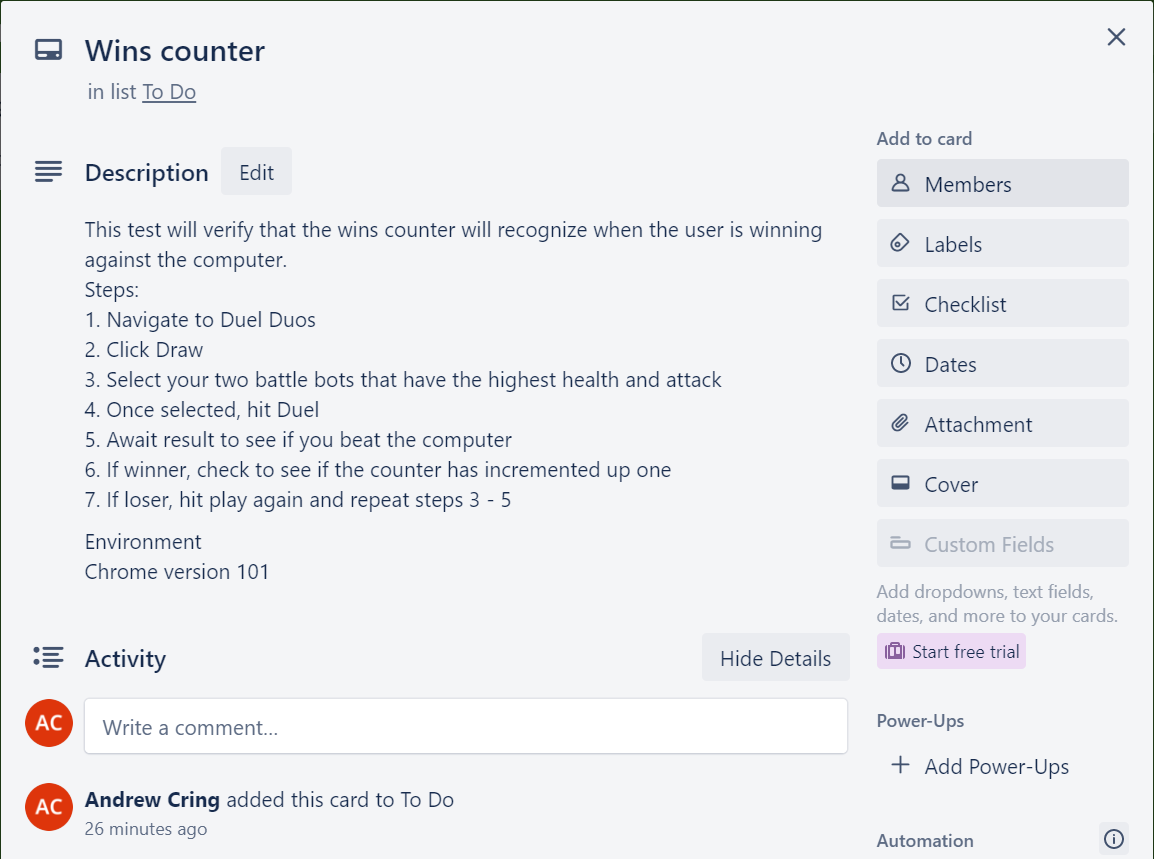 Wins counter
in list To Do
Description
Edit
This test will verify that the wins counter will recognize when the user is winning
against the computer.
Steps:
1. Navigate to Duel Duos
2. Click Draw
3. Select your two battle bots that have the highest health and attack
4. Once selected, hit Duel
5. Await result to see if you beat the computer
6. If winner, check to see if the counter has incremented up one
7. If loser, hit play again and repeat steps 3 - 5
Environment
Chrome version 101
Activity
Hide Details
AC
Write a comment...
AC
Andrew Cring added this card to To Do
26 minutes ago
Add to card
Members
Labels
Checklist
Dates
Attachment
Cover
Custom Fields
Add dropdowns, text fields,
dates, and more to your cards.
Start free trial
Power-Ups
Add Power-Ups
Automation